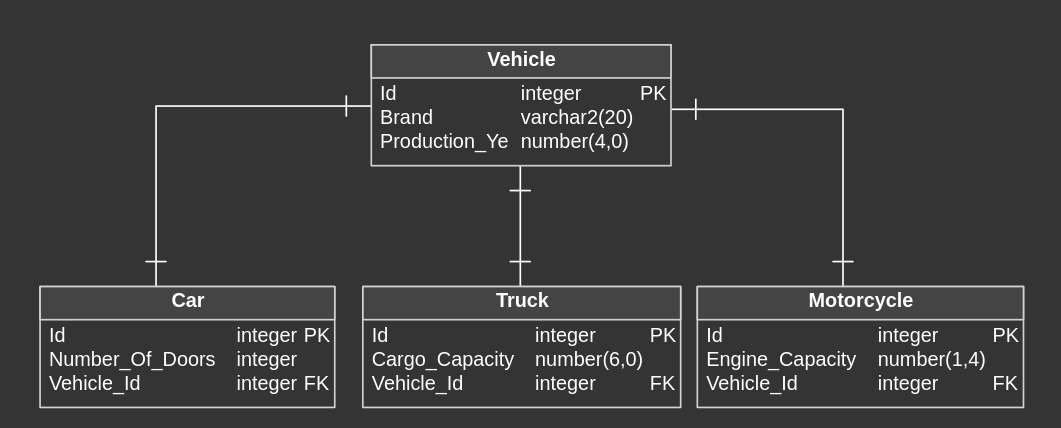 Vehicle
Id integer PK
Brand varchar2(20)
Production_Ye number(4,0)
Car
Id integer PK
Number_Of_Doors integer
Vehicle_Id integer FK
Truck
Id integer PK
Cargo_Capacity number(6,0)
Vehicle_Id integer FK
Motorcycle
Id integer PK
Engine_Capacity number(1,4)
Vehicle_Id integer FK